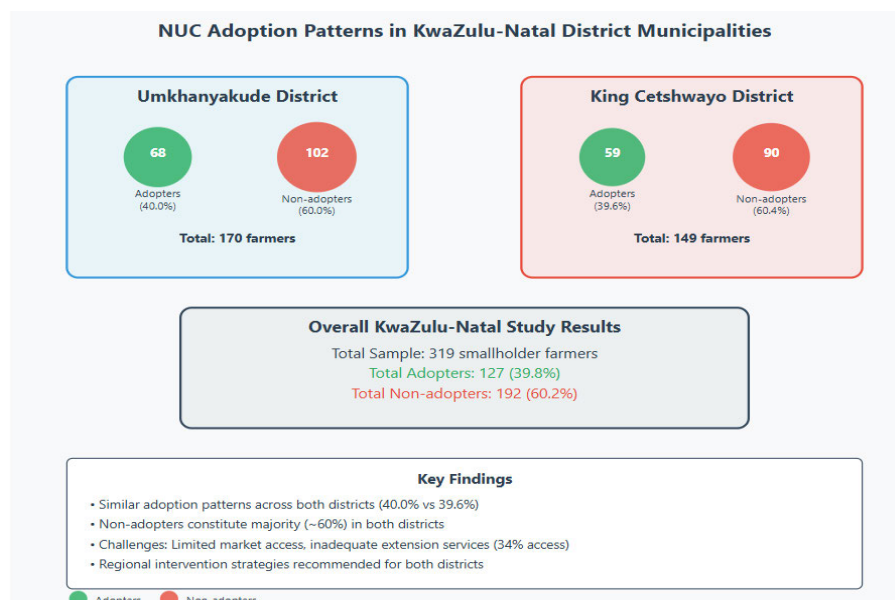 NUC Adoption Patterns in KwaZulu-Natal District Municipalities
Umkhanyakude District
68
102
Adopters
(40.0%)
Non-adopters
(60.0%)
Total: 170 farmers
King Cetshwayo District
59
90
Adopters
(39.6%)
Non-adopters
(60.4%)
Total: 149 farmers
Overall KwaZulu-Natal Study Results
Total Sample: 319 smallholder farmers
Total Adopters: 127 (39.8%)
Total Non-adopters: 192 (60.2%)
Key Findings
• Similar adoption patterns across both districts (40.0% vs 39.6%)
• Non-adopters constitute majority (~60%) in both districts
• Challenges: Limited market access, inadequate extension services (34% access)
• Regional intervention strategies recommended for both districts
Adopters
Non-adopters